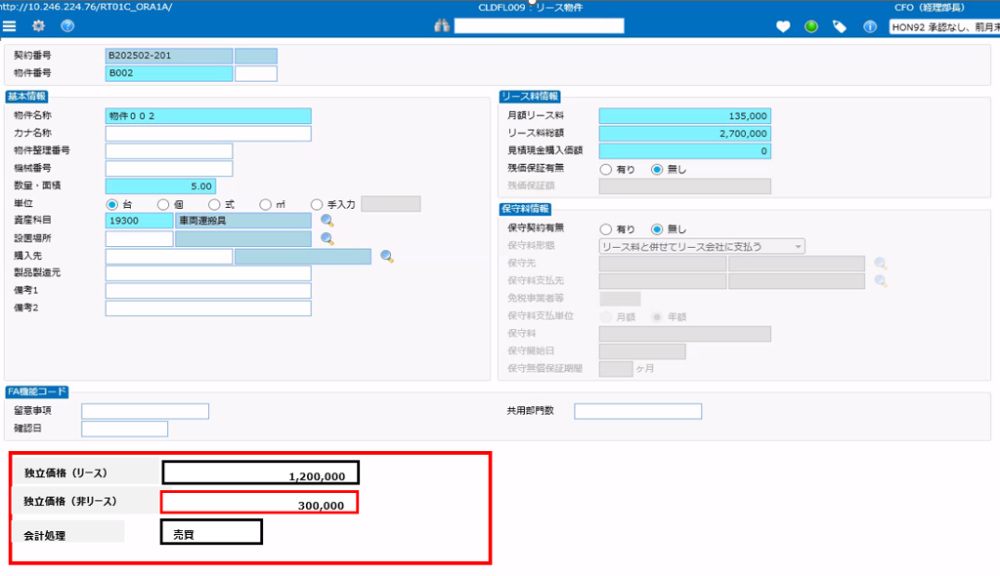 http://10.246.224.76/RT01C_ORA1A/
CLDFL009：リース物件
CFO（経理部長）
HON92 承認なし、前月末
契約番号 B202502-201
物件番号 B002
基本情報
物件名称 物件００２
カナ名称
物件整理番号
機械番号
数量・面積 5.00
単位 台 個 式 ㎡ 手入力
資産科目 19300 車両運搬具
設置場所
購入先
製品製造元
備考1
備考2
リース料情報
月額リース料 135,000
リース料総額 2,700,000
見積現金購入価額 0
残価保証有無 有り 無し
残価保証額
保守料情報
保守契約有無 有り 無し
保守料形態 リース料と併せてリース会社に支払う
保守先
保守料支払先
免税事業者等
保守料支払単位 月額 年額
保守料
保守開始日
保守無償保証期間 ヶ月
FA機能コード
留意事項
共用部門数
確認日
独立価格（リース） 1,200,000
独立価格（非リース） 300,000
会計処理 売買